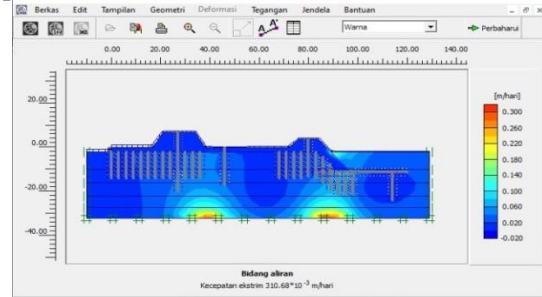 Berkas Edit Tampilan Geometri Deformasi Tegangan Jendela Bantuan
Warna Perbaharui
0.00 20.00 40.00 60.00 80.00 100.00 120.00 140.00
20.00
0.00
-20.00
-40.00
[m/hari]
0.300
0.260
0.220
0.180
0.140
0.100
0.060
0.020
-0.020
Bidang aliran
Kecepatan ekstrim 310.68*10⁻³ m/hari